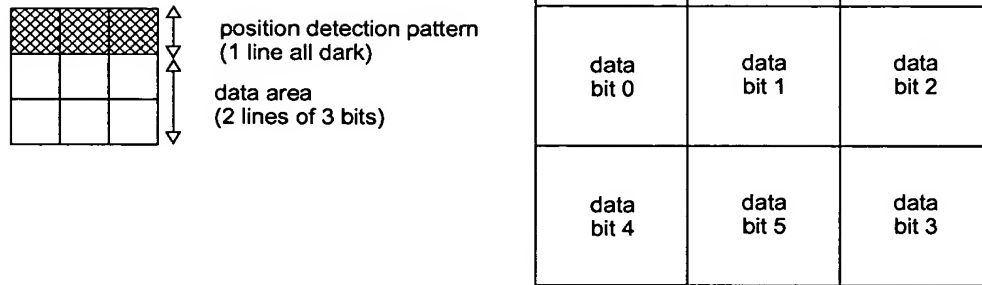 position detection pattern
(1 line all dark)
data area
(2 lines of 3 bits)
data
bit 0
data
bit 1
data
bit 2
data
bit 4
data
bit 5
data
bit 3